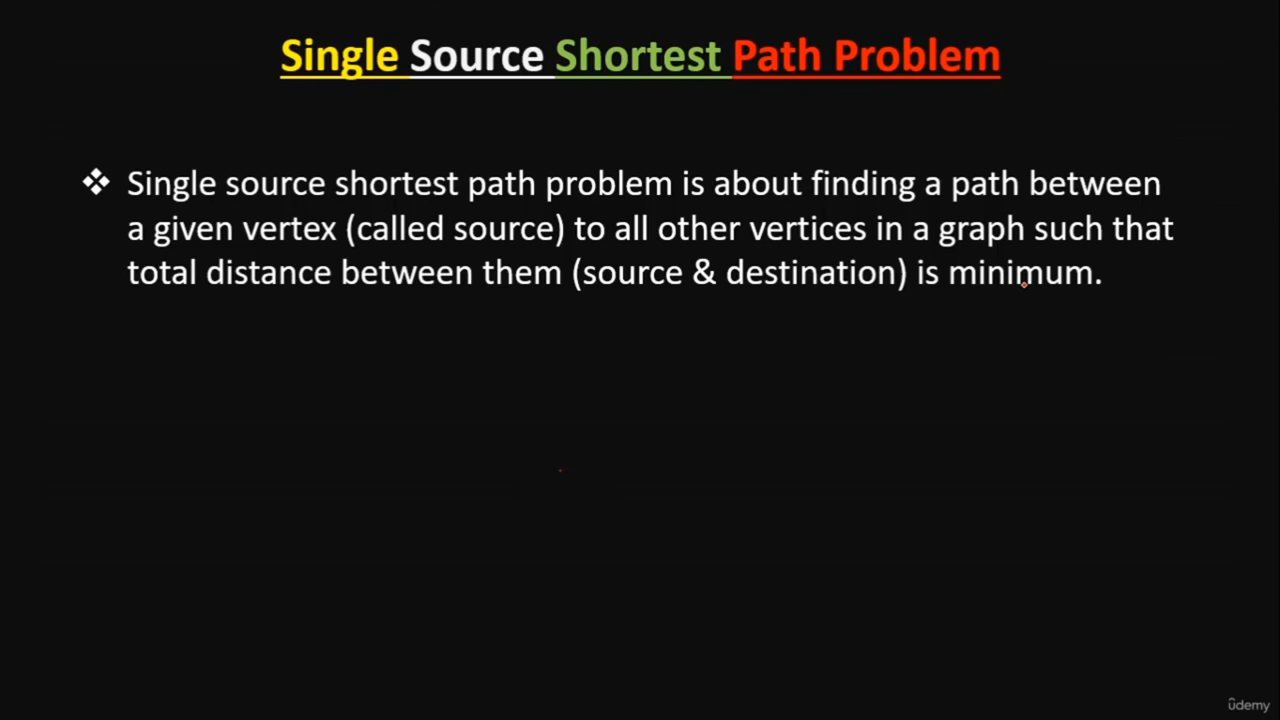 Single Source Shortest Path Problem
❖ Single source shortest path problem is about finding a path between
a given vertex (called source) to all other vertices in a graph such that
total distance between them (source & destination) is minimum.
ûdemy